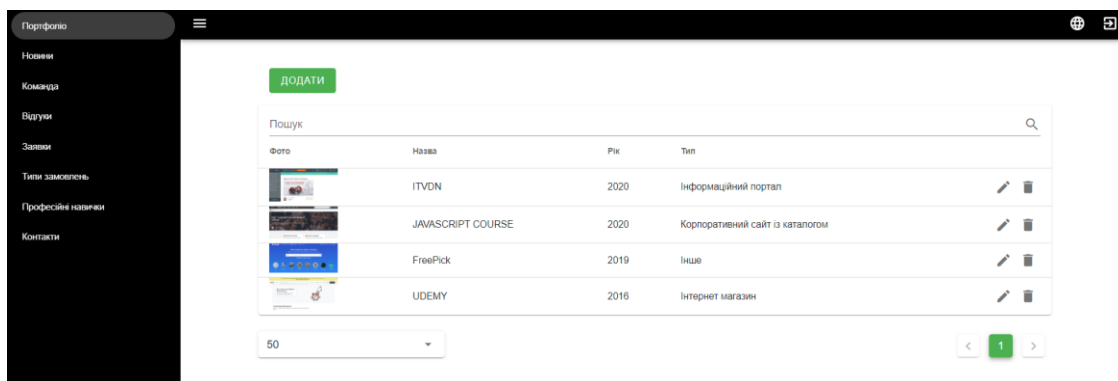 Портфоліо
Новини
Команда
Відгуки
Заявки
Типи замовлень
Професійні навички
Контакти
ДОДАТИ
Пошук
Фото Назва Рік Тип
ITVDN 2020 Інформаційний портал
JAVASCRIPT COURSE 2020 Корпоративний сайт із каталогом
FreePick 2019 Інше
UDEMY 2016 Інтернет магазин
50
1